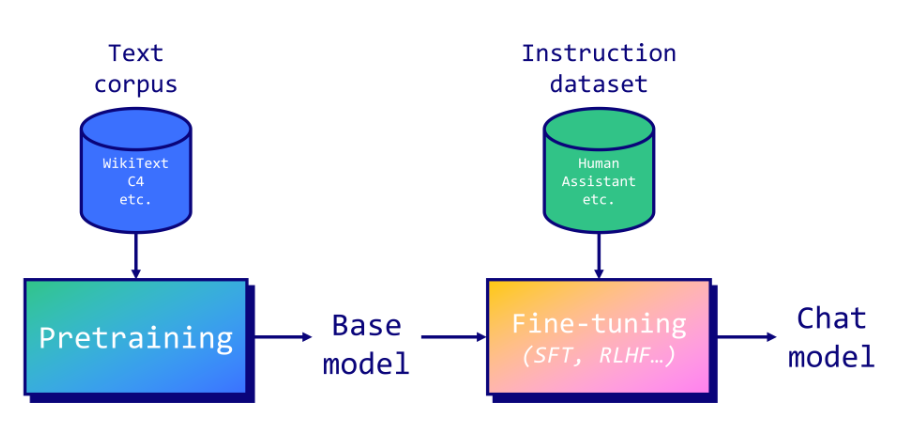 Text
corpus
WikiText
C4
etc.
Pretraining
Base
model
Instruction
dataset
Human
Assistant
etc.
Fine-tuning
(SFT, RLHF…)
Chat
model